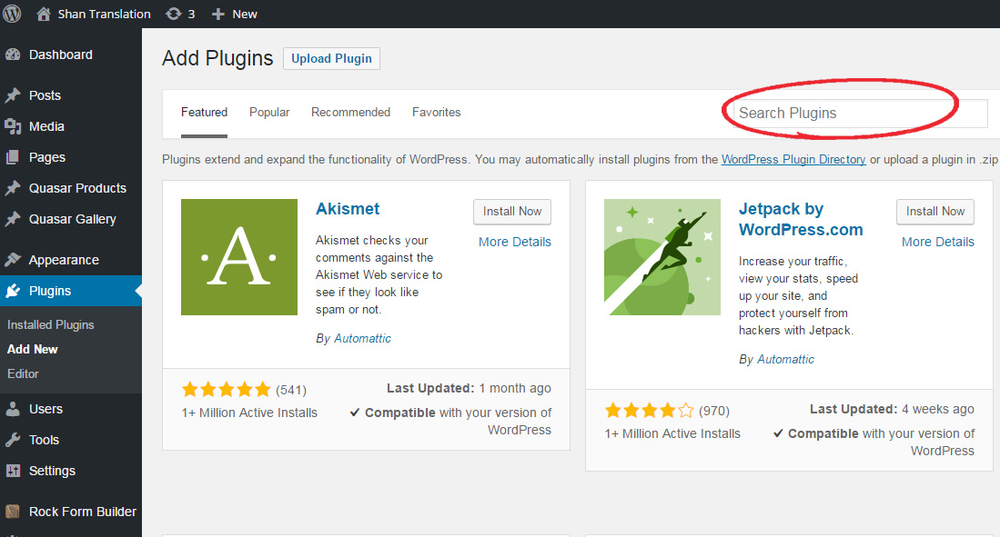 Shan Translation 3 New
Dashboard
Posts
Media
Pages
Quasar Products
Quasar Gallery
Appearance
Plugins
Installed Plugins
Add New
Editor
Users
Tools
Settings
Rock Form Builder
Add Plugins Upload Plugin
Featured Popular Recommended Favorites Search Plugins
Plugins extend and expand the functionality of WordPress. You may automatically install plugins from the WordPress Plugin Directory or upload a plugin in .zip
A
Akismet
Install Now
More Details
Akismet checks your
comments against the
Akismet Web service to
see if they look like
spam or not.
By Automattic
(541)
1+ Million Active Installs
Last Updated: 1 month ago
Compatible with your version of
WordPress
Jetpack by
WordPress.com
Install Now
More Details
Increase your traffic,
view your stats, speed
up your site, and
protect yourself from
hackers with Jetpack.
By Automattic
(970)
1+ Million Active Installs
Last Updated: 4 weeks ago
Compatible with your version of
WordPress